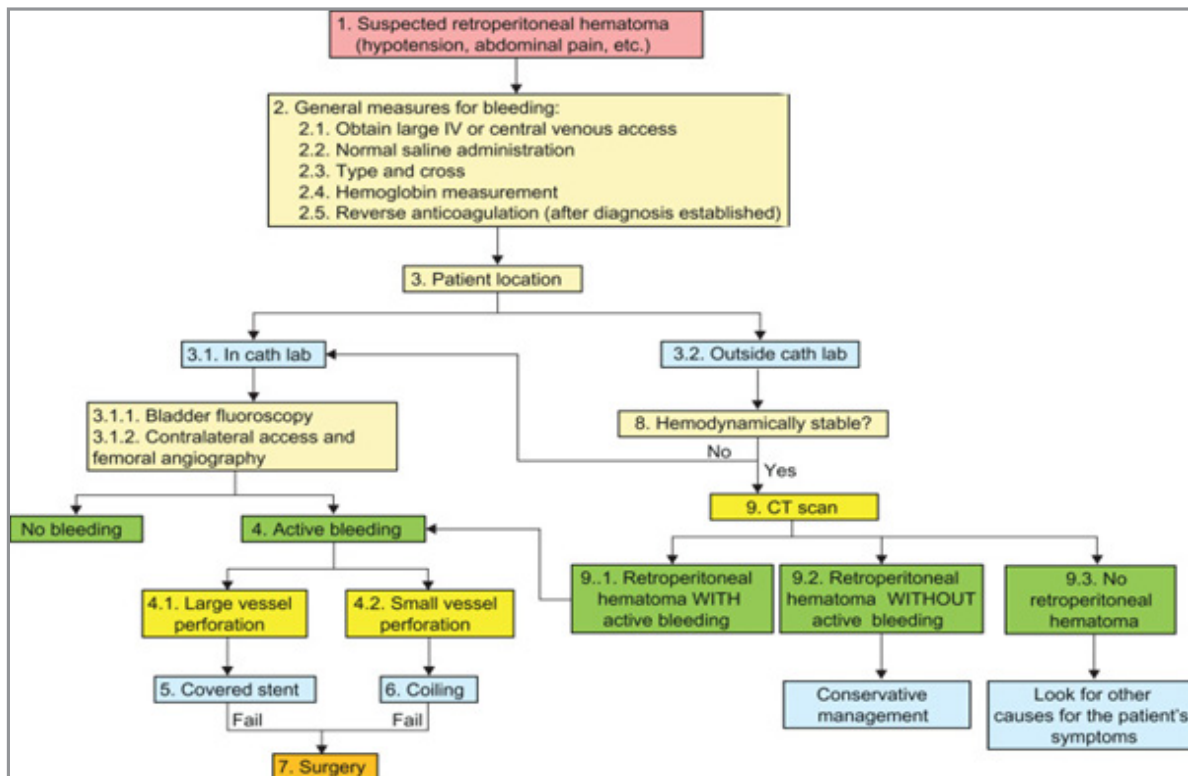 1. Suspected retroperitoneal hematoma
(hypotension, abdominal pain, etc.)
2. General measures for bleeding:
2.1. Obtain large IV or central venous access
2.2. Normal saline administration
2.3. Type and cross
2.4. Hemoglobin measurement
2.5. Reverse anticoagulation (after diagnosis established)
3. Patient location
3.1. In cath lab
3.2. Outside cath lab
3.1.1. Bladder fluoroscopy
3.1.2. Contralateral access and
femoral angiography
8. Hemodynamically stable?
No
Yes
No bleeding
4. Active bleeding
9. CT scan
4.1. Large vessel
perforation
4.2. Small vessel
perforation
9..1. Retroperitoneal
hematoma WITH
active bleeding
9.2. Retroperitoneal
hematoma WITHOUT
active bleeding
9.3. No
retroperitoneal
hematoma
5. Covered stent
6. Coiling
Conservative
management
Look for other
causes for the patient's
symptoms
Fail
Fail
7. Surgery